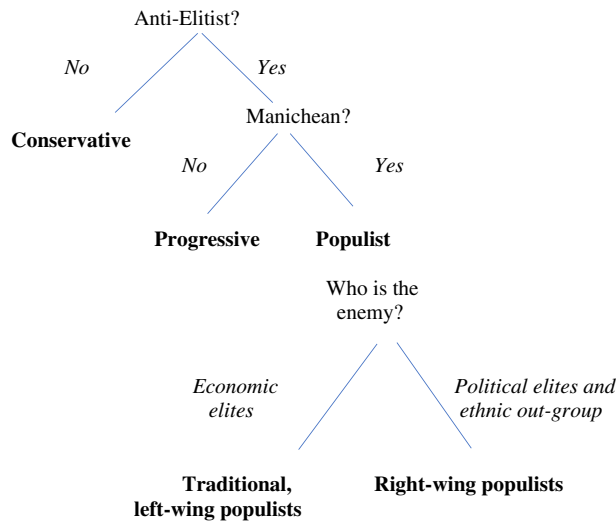 Anti-Elitist?
No
Yes
Manichean?
Conservative
No
Yes
Progressive
Populist
Who is the
enemy?
Economic
elites
Political elites and
ethnic out-group
Traditional,
left-wing populists
Right-wing populists